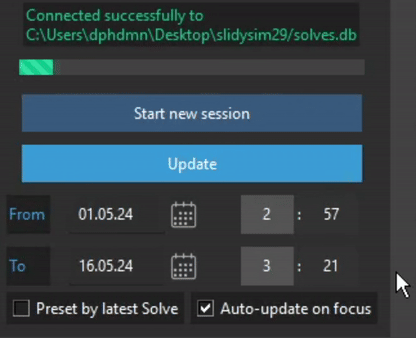 Connected successfully to
C:\Users\dphdmn\Desktop\slidysim29/solves.db
Start new session
Update
From 01.05.24 2 : 57
To 16.05.24 3 : 21
Preset by latest Solve Auto-update on focus